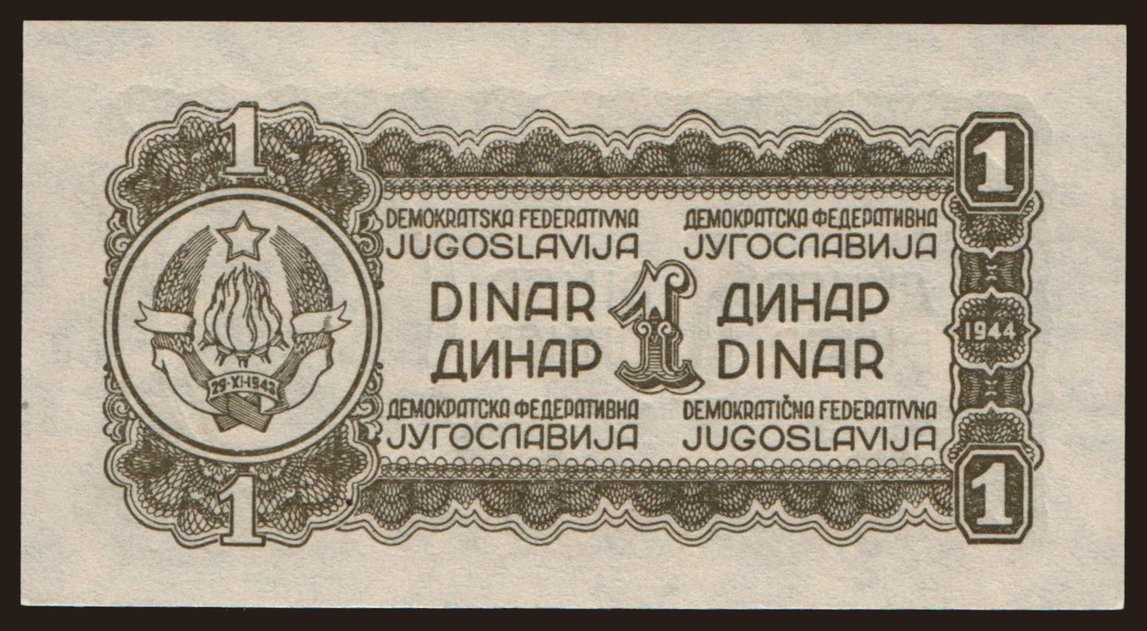 1
DEMOKRATSKA FEDERATIVNA
JUGOSLAVIJA
ДЕМОКРАТСКА ФЕДЕРАТИВНА
ЈУГОСЛАВИЈА
1
DINAR
1
ДИНАР
ДИНАР
DINAR
1944
29-XI-1943
ДЕМОКРАТСКА ФЕДЕРАТИВНА
ЈУГОСЛАВИЈА
DEMOKRATIČNA FEDERATIVNA
JUGOSLAVIJA
1
1